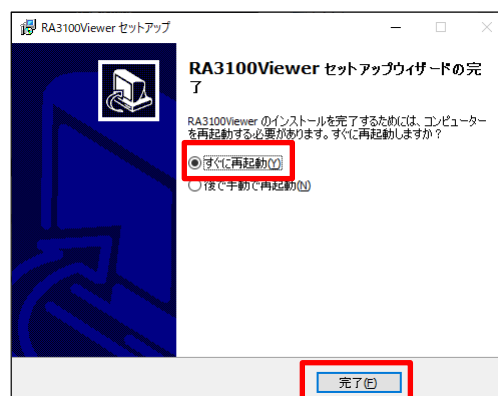 RA3100Viewer セットアップ
RA3100Viewer セットアップウィザードの完
了
RA3100Viewer のインストールを完了するためには、コンピューター
を再起動する必要があります。すぐに再起動しますか？
すぐに再起動(Y)
後で手動で再起動(N)
完了(F)